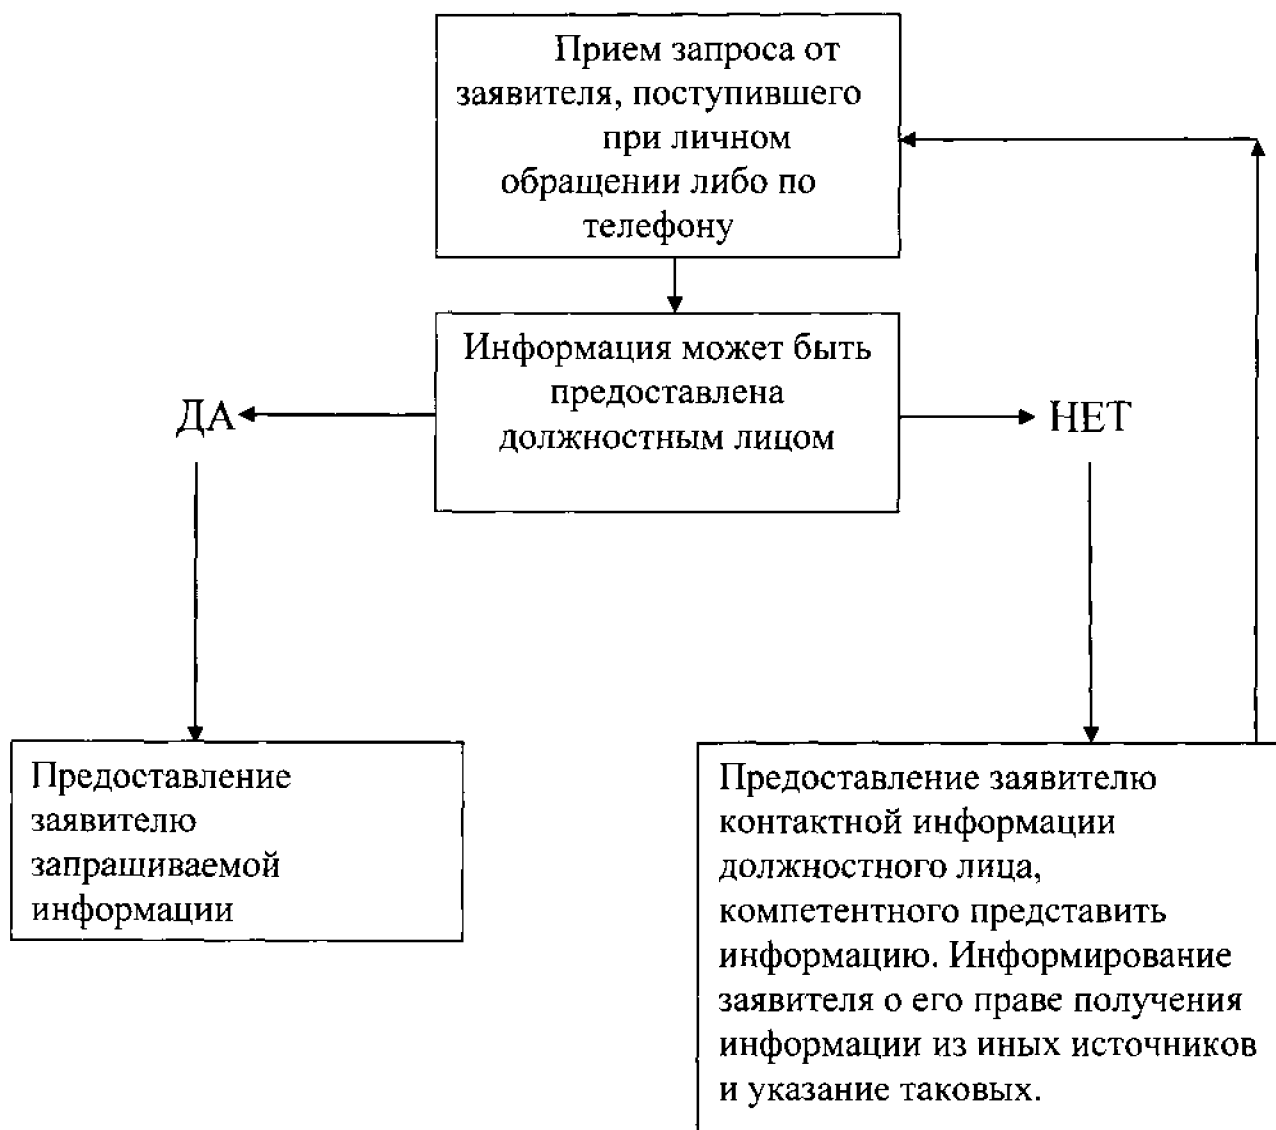 Прием запроса от
заявителя, поступившего
при личном
обращении либо по
телефону
Информация может быть
предоставлена
должностным лицом
ДА
НЕТ
Предоставление
заявителю
запрашиваемой
информации
Предоставление заявителю
контактной информации
должностного лица,
компетентного представить
информацию. Информирование
заявителя о его праве получения
информации из иных источников
и указание таковых.